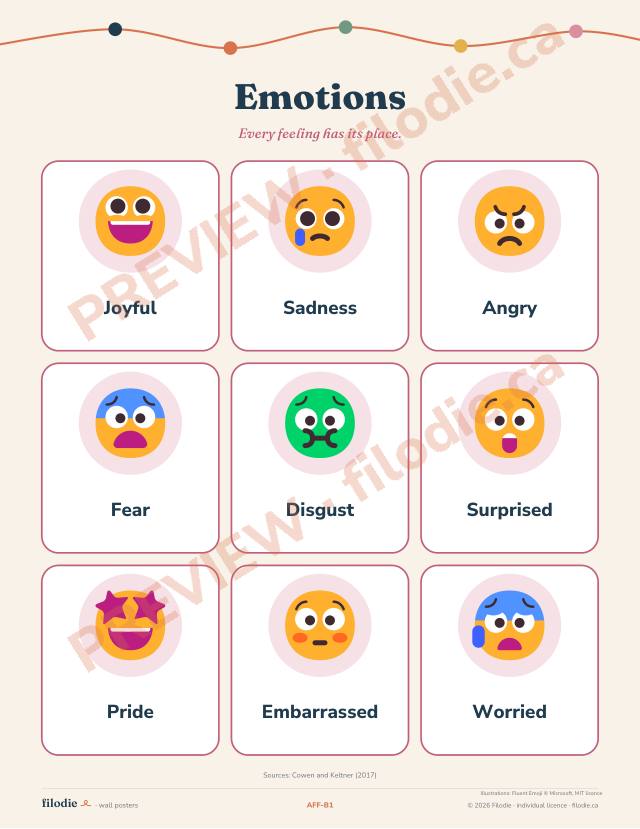 Emotions
Every feeling has its place.
PREVIEW · filodie.ca
Joyful
Sadness
Angry
Fear
Disgust
Surprised
PREVIEW · filodie.ca
Pride
Embarrassed
Worried
Sources: Cowen and Keltner (2017)
Illustrations: Fluent Emoji © Microsoft, MIT licence
filodie · wall posters
AFF-B1
© 2026 Filodie · individual licence · filodie.ca